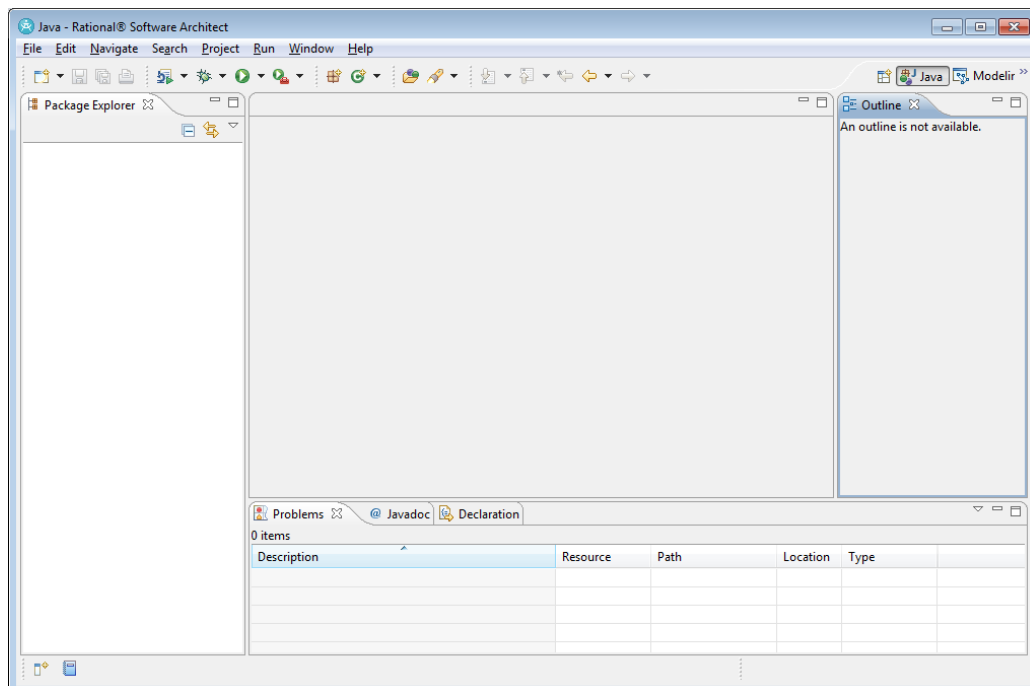 Java - Rational® Software Architect
File Edit Navigate Search Project Run Window Help
Java Modelir »
Package Explorer
Outline
An outline is not available.
Problems @ Javadoc Declaration
0 items
Description Resource Path Location Type